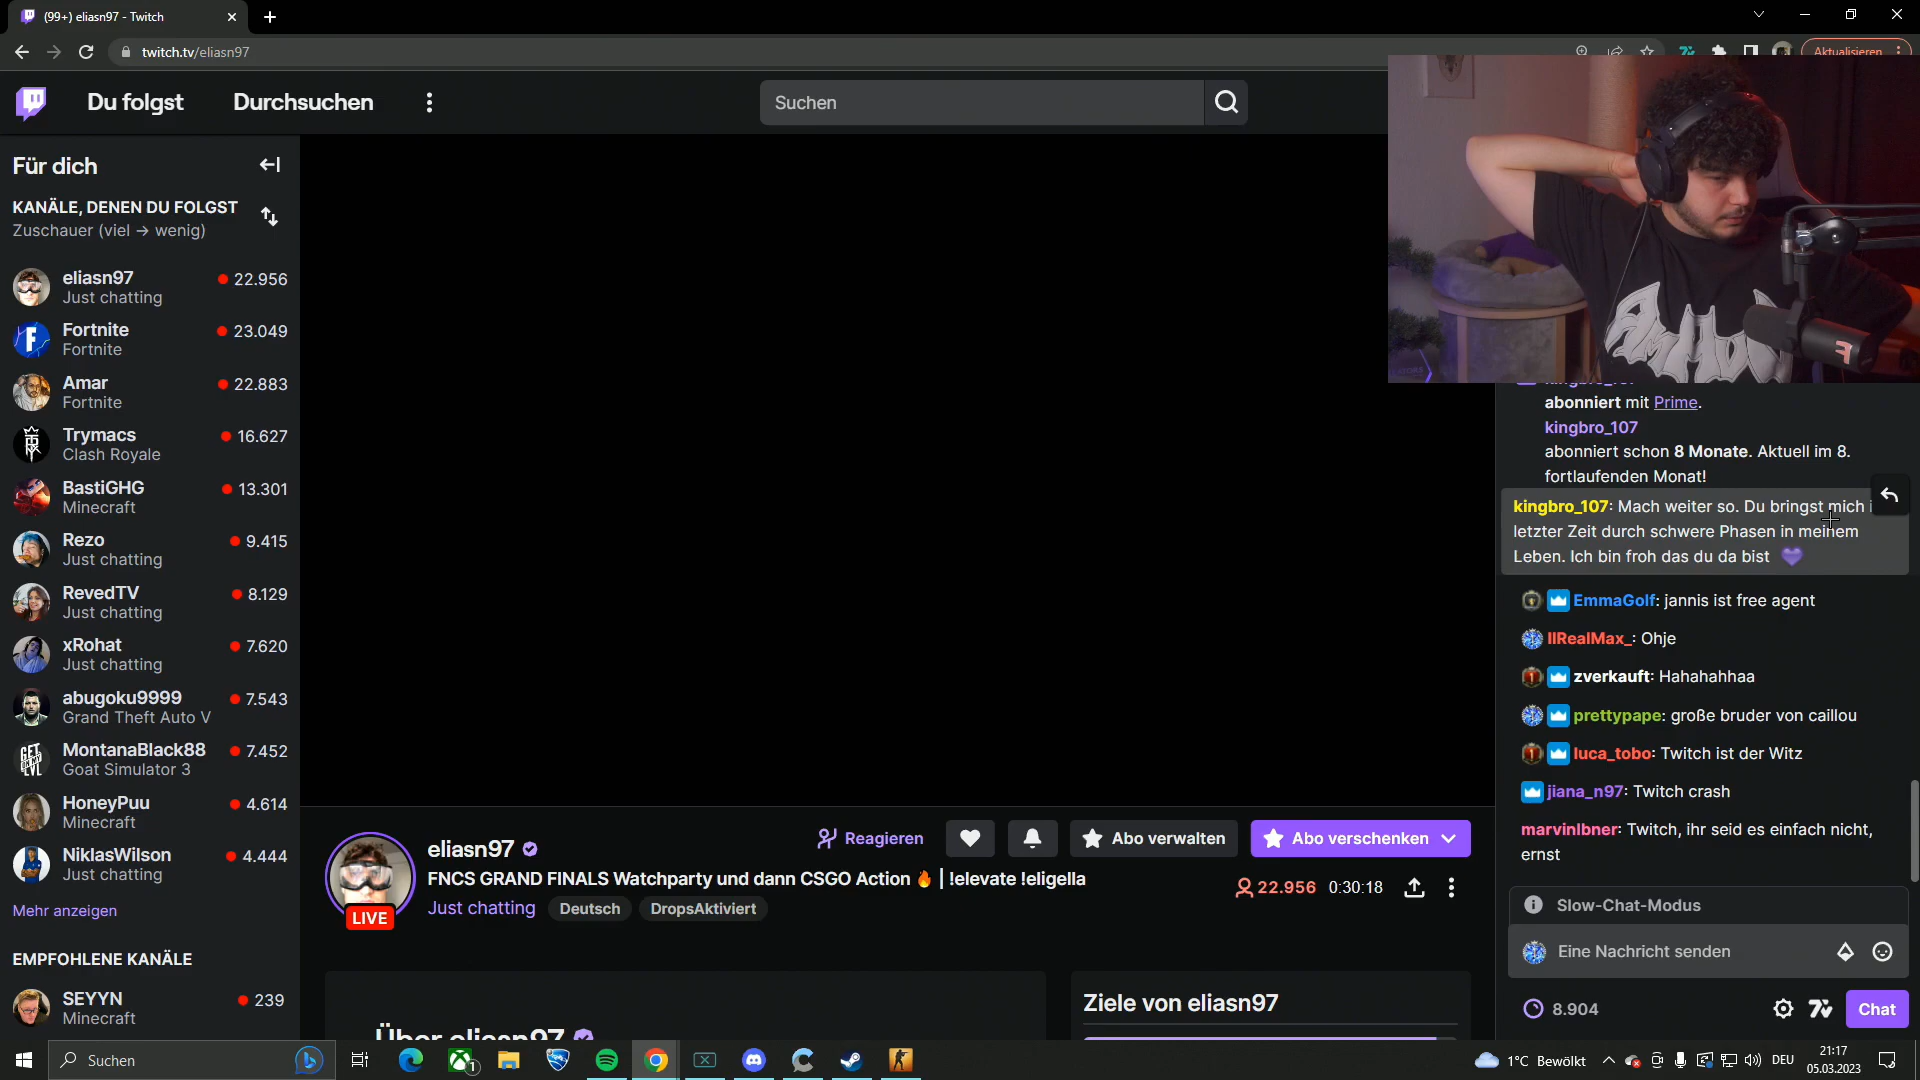 (99+) eliasn97 - Twitch
twitch.tv/eliasn97
Aktualisieren
Du folgst
Durchsuchen
Suchen
Für dich
KANÄLE, DENEN DU FOLGST
Zuschauer (viel → wenig)
eliasn97
22.956
Just chatting
Fortnite
23.049
Fortnite
Amar
22.883
Fortnite
Trymacs
16.627
Clash Royale
BastiGHG
13.301
Minecraft
Rezo
9.415
Just chatting
RevedTV
8.129
Just chatting
xRohat
7.620
Just chatting
abugoku9999
7.543
Grand Theft Auto V
MontanaBlack88
7.452
Goat Simulator 3
HoneyPuu
4.614
Minecraft
NiklasWilson
4.444
Just chatting
Mehr anzeigen
EMPFOHLENE KANÄLE
SEYYN
239
Minecraft
LIVE
eliasn97
FNCS GRAND FINALS Watchparty und dann CSGO Action 🔥 | !elevate !eligella
Just chatting
Deutsch
DropsAktiviert
Reagieren
Abo verwalten
Abo verschenken
22.956
0:30:18
Über eliasn97
Ziele von eliasn97
abonniert mit Prime.
kingbro_107
abonniert schon 8 Monate. Aktuell im 8.
fortlaufenden Monat!
kingbro_107: Mach weiter so. Du bringst mich
letzter Zeit durch schwere Phasen in meinem
Leben. Ich bin froh das du da bist 💜
EmmaGolf: jannis ist free agent
IlRealMax_: Ohje
zverkauft: Hahahahhaa
prettypape: große bruder von caillou
luca_tobo: Twitch ist der Witz
jiana_n97: Twitch crash
marvinlbner: Twitch, ihr seid es einfach nicht,
ernst
Slow-Chat-Modus
Eine Nachricht senden
8.904
Chat
Suchen
1
1°C Bewölkt
DEU
21:17
05.03.2023